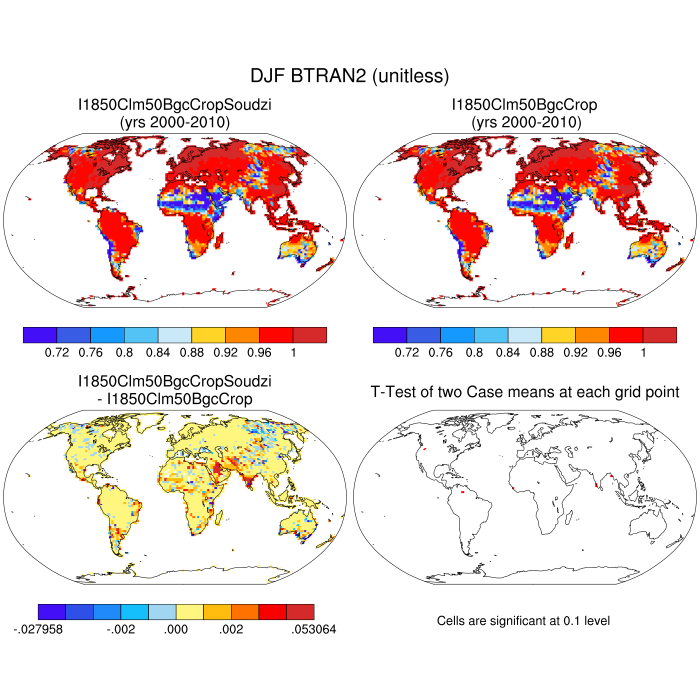 DJF BTRAN2 (unitless)
I1850Clm50BgcCropSoudzi
(yrs 2000-2010)
I1850Clm50BgcCrop
(yrs 2000-2010)
0.72 0.76 0.8 0.84 0.88 0.92 0.96 1
0.72 0.76 0.8 0.84 0.88 0.92 0.96 1
I1850Clm50BgcCropSoudzi
- I1850Clm50BgcCrop
T-Test of two Case means at each grid point
-.027958 -.002 .000 .002 .053064
Cells are significant at 0.1 level